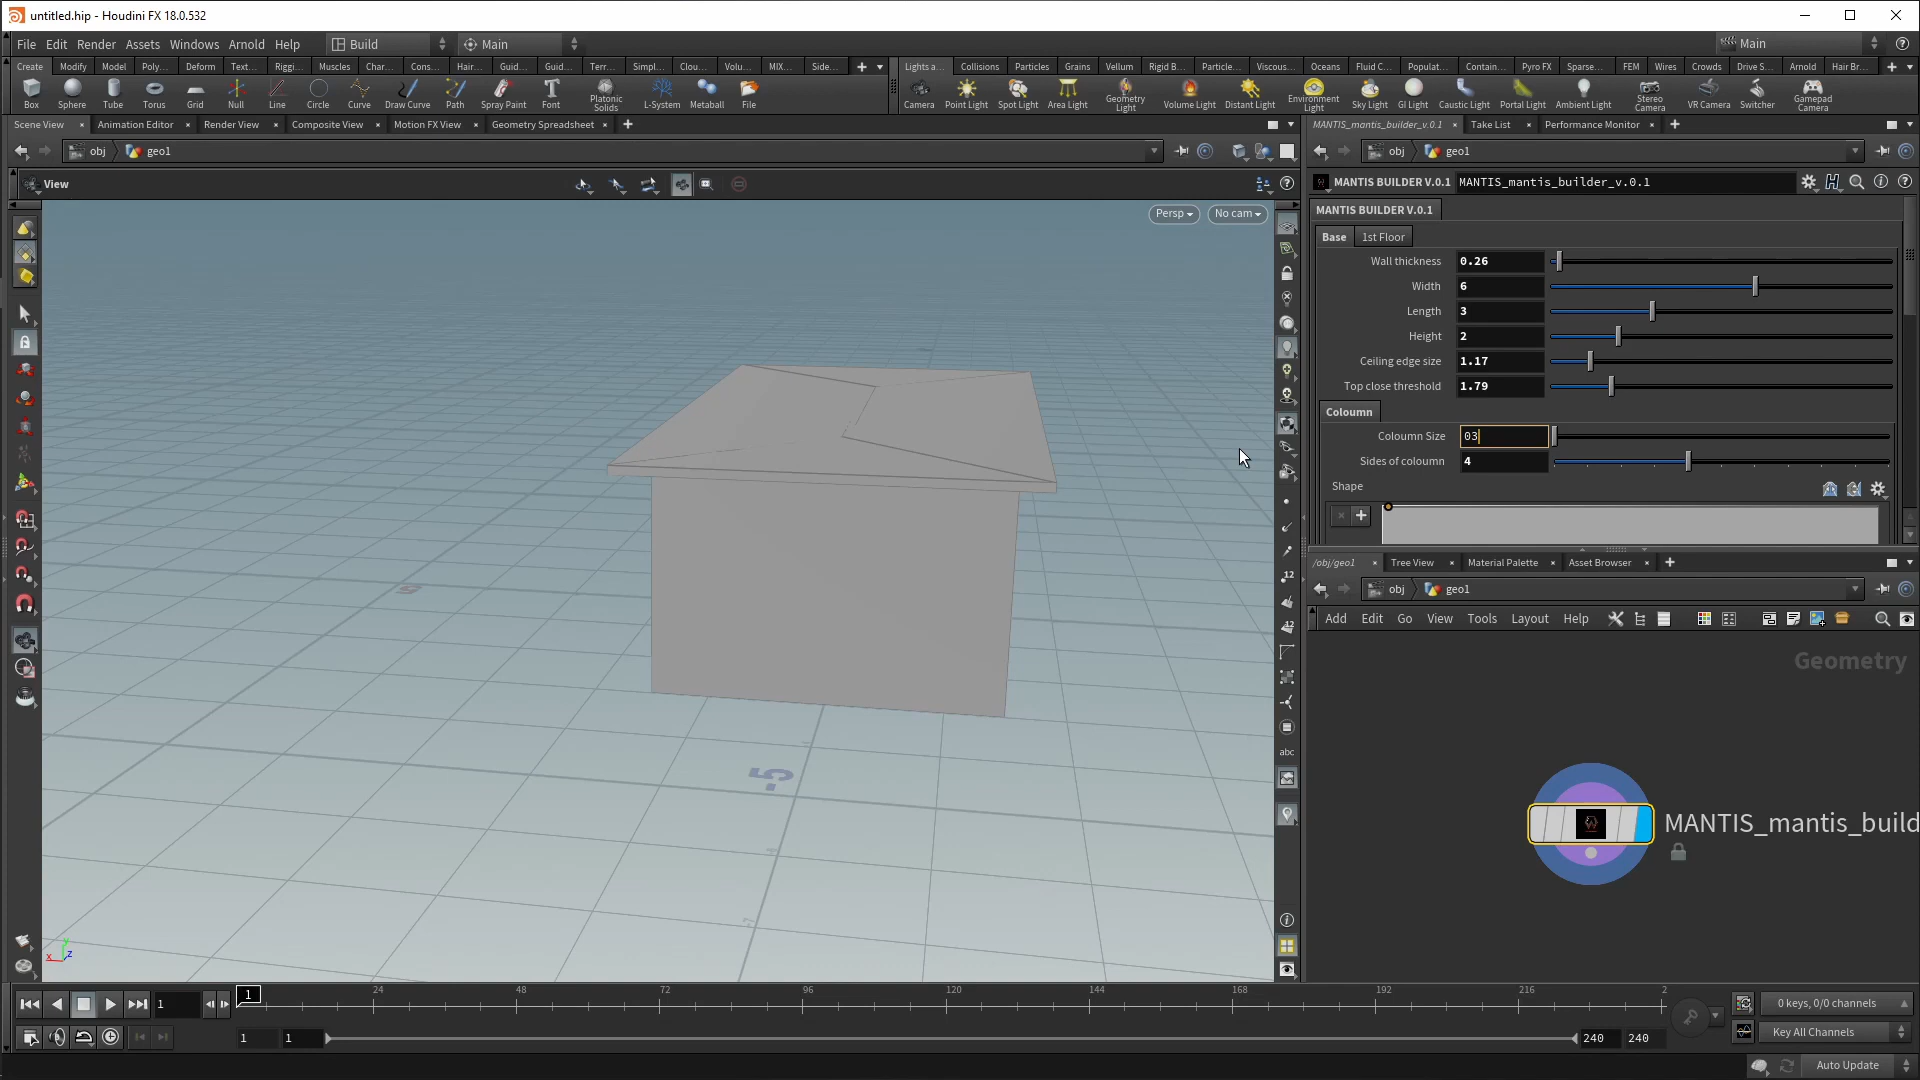 untitled.hip - Houdini FX 18.0.532
File Edit Render Assets Windows Arnold Help Build Main Main
Create Modify Model Poly... Deform Text... Riggi... Muscles Char... Cons... Hair... Guid... Guid... Terr... Simpl... Clou... Volu... MIX... Side...
Lights a... Collisions Particles Grains Vellum Rigid B... Particle... Viscous... Oceans Fluid C... Populat... Contain... Pyro FX Sparse... FEM Wires Crowds Drive S... Arnold Hair Br...
Box Sphere Tube Torus Grid Null Line Circle Curve Draw Curve Path Spray Paint Font Platonic Solids L-System Metaball File
Camera Point Light Spot Light Area Light Geometry Light Volume Light Distant Light Environment Light Sky Light GI Light Caustic Light Portal Light Ambient Light Stereo Camera VR Camera Switcher Gamepad Camera
Scene View Animation Editor Render View Composite View Motion FX View Geometry Spreadsheet
MANTIS_mantis_builder_v.0.1 Take List Performance Monitor
obj geo1
obj geo1
View
MANTIS BUILDER V.0.1 MANTIS_mantis_builder_v.0.1
Persp No cam
MANTIS BUILDER V.0.1
Base 1st Floor
Wall thickness 0.26
Width 6
Length 3
Height 2
Ceiling edge size 1.17
Top close threshold 1.79
Coloumn
Coloumn Size 03
Sides of coloumn 4
Shape
/obj/geo1 Tree View Material Palette Asset Browser
obj geo1
Add Edit Go View Tools Layout Help
Geometry
MANTIS_mantis_build
12
12
abc
-5
x y z
1 1 24 48 72 96 120 144 168 192 216 2
0 keys, 0/0 channels
1 1 240 240
Key All Channels
Auto Update